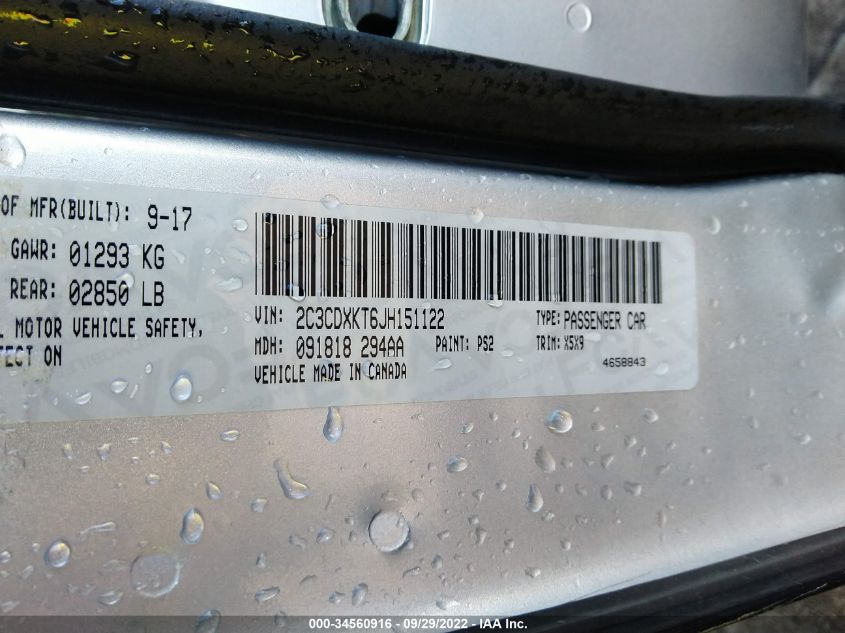 OF MFR(BUILT): 9-17
GAWR: 01293 KG
REAR: 02850 LB
MOTOR VEHICLE SAFETY,
ON
VIN: 2C3CDXKT6JH151122 TYPE: PASSENGER CAR
MDH: 091818 294AA PAINT: PS2 TRIM: X5X9
VEHICLE MADE IN CANADA 4658843
000-34560916 - 09/29/2022 - IAA Inc.